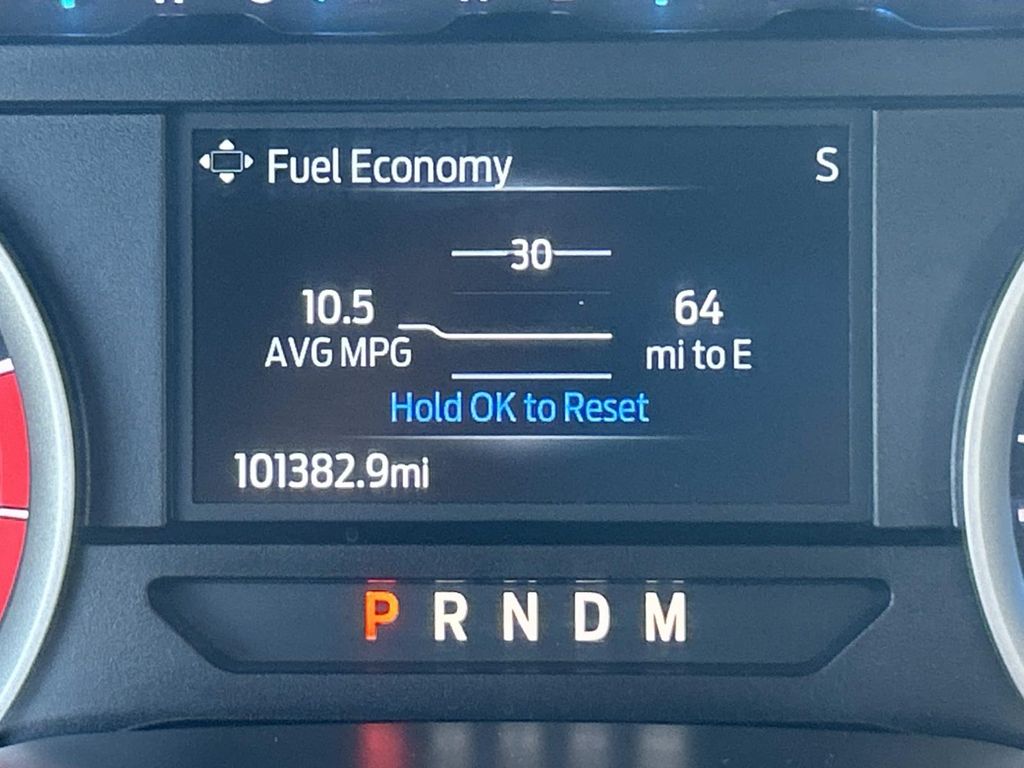 Fuel Economy S
30
10.5 64
AVG MPG mi to E
Hold OK to Reset
101382.9mi
P R N D M